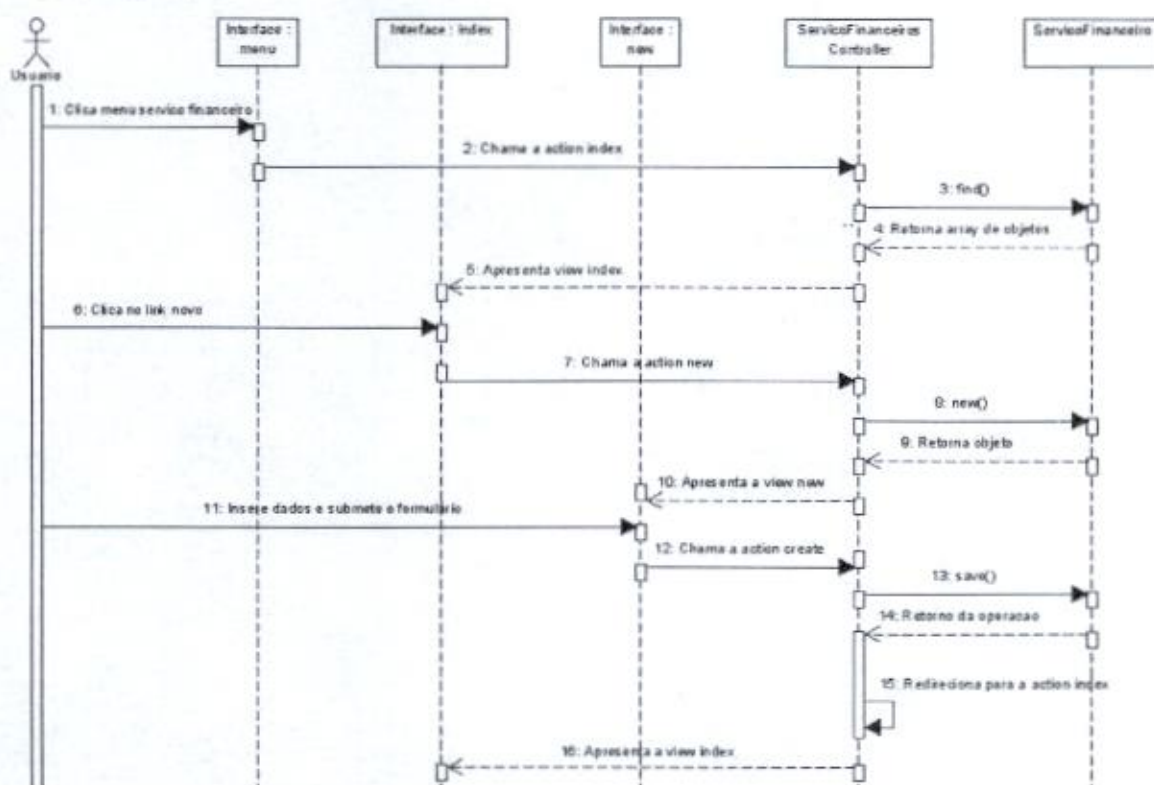 Interface :
menu
Interface : index
Interface :
new
ServicoFinanceiros
Controller
ServicoFinanceiro
Usuario
1: Clica menu servico financeiro
2: Chama a action index
3: find()
4: Retorna array de objetos
5: Apresenta view index
6: Clica no link novo
7: Chama a action new
8: new()
9: Retorna objeto
10: Apresenta a view new
11: Insere dados e submete o formulario
12: Chama a action create
13: save()
14: Retorno da operacao
15: Redireciona para a action index
16: Apresenta a view index